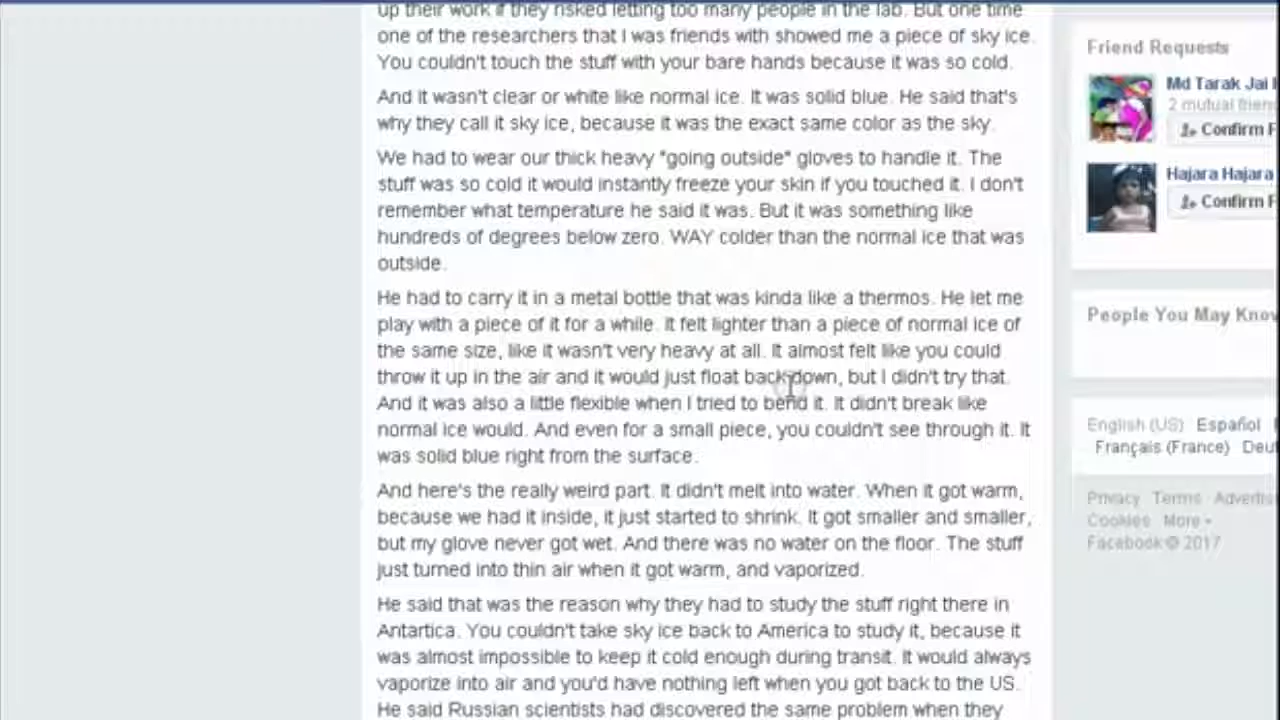 up their work if they risked letting too many people in the lab. But one time
one of the researchers that I was friends with showed me a piece of sky ice.
You couldn't touch the stuff with your bare hands because it was so cold.
And it wasn't clear or white like normal ice. It was solid blue. He said that's
why they call it sky ice, because it was the exact same color as the sky.
We had to wear our thick heavy "going outside" gloves to handle it. The
stuff was so cold it would instantly freeze your skin if you touched it. I don't
remember what temperature he said it was. But it was something like
hundreds of degrees below zero. WAY colder than the normal ice that was
outside.
He had to carry it in a metal bottle that was kinda like a thermos. He let me
play with a piece of it for a while. It felt lighter than a piece of normal ice of
the same size, like it wasn't very heavy at all. It almost felt like you could
throw it up in the air and it would just float back down, but I didn't try that.
And it was also a little flexible when I tried to bend it. It didn't break like
normal ice would. And even for a small piece, you couldn't see through it. It
was solid blue right from the surface.
And here's the really weird part. It didn't melt into water. When it got warm,
because we had it inside, it just started to shrink. It got smaller and smaller,
but my glove never got wet. And there was no water on the floor. The stuff
just turned into thin air when it got warm, and vaporized.
He said that was the reason why they had to study the stuff right there in
Antartica. You couldn't take sky ice back to America to study it, because it
was almost impossible to keep it cold enough during transit. It would always
vaporize into air and you'd have nothing left when you got back to the US.
He said Russian scientists had discovered the same problem when they
Friend Requests
Md Tarak Jai
2 mutual frien
Confirm F
Hajara Hajara
Confirm F
People You May Know
English (US) Español
Français (France) Deu
Privacy Terms Advertis
Cookies More
Facebook © 2017